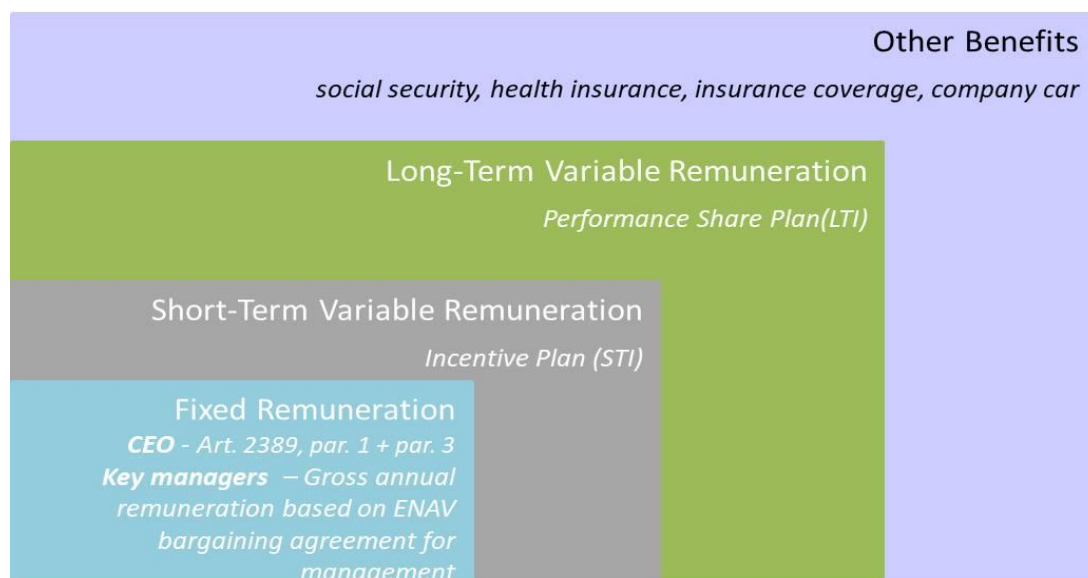 Other Benefits
social security, health insurance, insurance coverage, company car
Long-Term Variable Remuneration
Performance Share Plan(LTI)
Short-Term Variable Remuneration
Incentive Plan (STI)
Fixed Remuneration
CEO - Art. 2389, par. 1 + par. 3
Key managers – Gross annual
remuneration based on ENAV
bargaining agreement for
management